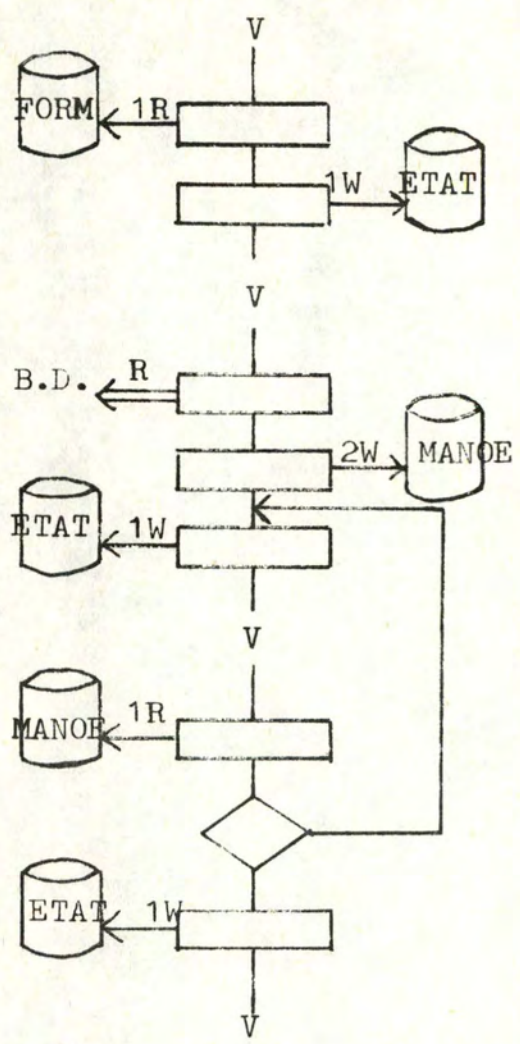 V
FORM 1R
1W ETAT
V
B.D. R
2W MANOE
ETAT 1W
V
MANOE 1R
ETAT 1W
V